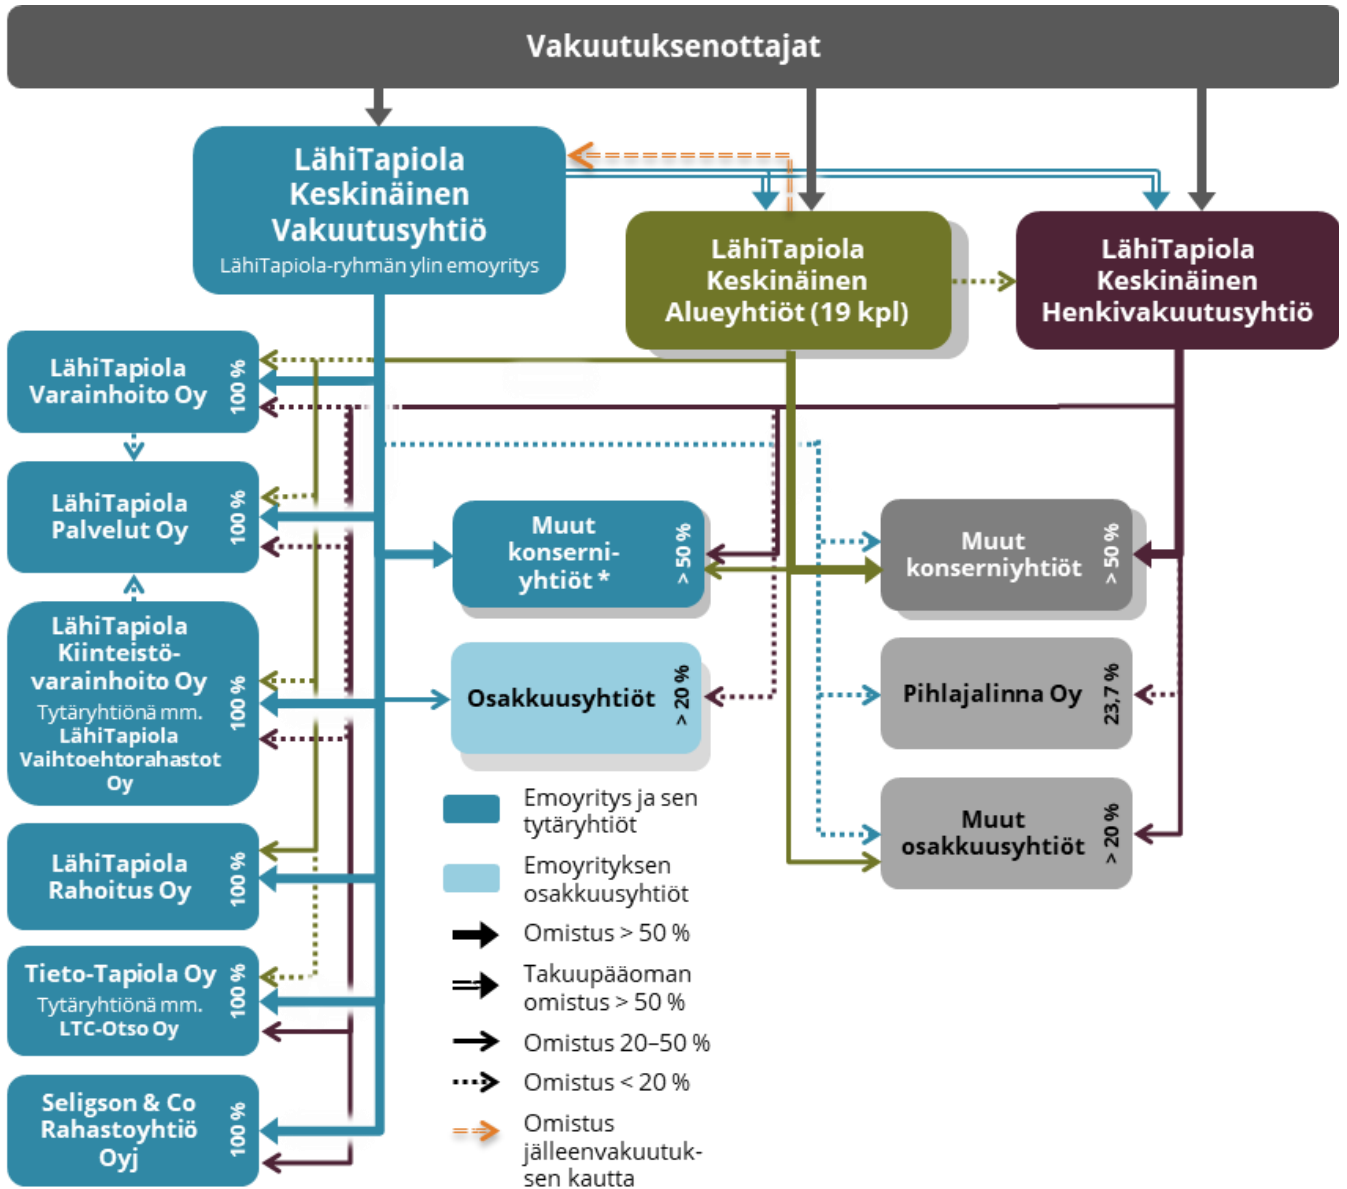 Vakuutuksenottajat
LähiTapiola
Keskinäinen
Vakuutusyhtiö
LähiTapiola-ryhmän ylin emoyritys
LähiTapiola
Keskinäinen
Alueyhtiöt (19 kpl)
LähiTapiola
Keskinäinen
Henkivakuutusyhtiö
LähiTapiola
Varainhoito Oy
100 %
LähiTapiola
Palvelut Oy
100 %
LähiTapiola
Kiinteistö-
varainhoito Oy
Tytäryhtiönä mm.
LähiTapiola
Vaihtoehtorahastot
Oy
100 %
LähiTapiola
Rahoitus Oy
100 %
Tieto-Tapiola Oy
Tytäryhtiönä mm.
LTC-Otso Oy
100 %
Seligson & Co
Rahastoyhtiö
Oyj
100 %
Muut
konserni-
yhtiöt *
> 50 %
Osakkuusyhtiöt
> 20 %
Muut
konserniyhtiöt
> 50 %
Pihlajalinna Oy
23,7 %
Muut
osakkuusyhtiöt
> 20 %
Emoyritys ja sen
tytäryhtiöt
Emoyrityksen
osakkuusyhtiöt
Omistus > 50 %
Takuupääoman
omistus > 50 %
Omistus 20–50 %
Omistus < 20 %
Omistus
jälleenvakuutuk-
sen kautta